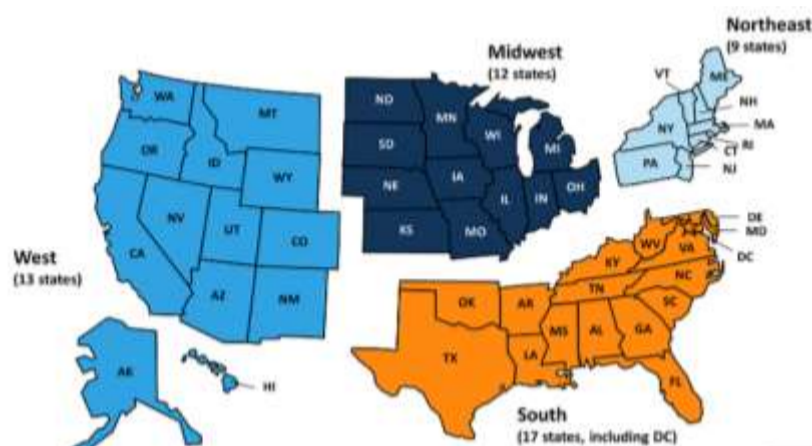 Northeast
(9 states)
Midwest
(12 states)
West
(13 states)
South
(17 states, including DC)
WA
MT
OR
ID
WY
NV
UT
CO
CA
AZ
NM
AK
HI
ND
MN
SD
WI
MI
NE
IA
IL
IN
OH
KS
MO
VT
ME
NH
NY
MA
RI
CT
PA
NJ
DE
MD
DC
WV
VA
KY
NC
TN
SC
OK
AR
MS
AL
GA
TX
LA
FL